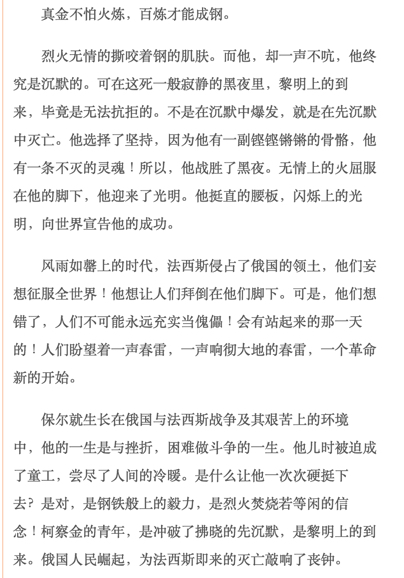 真金不怕火炼，百炼才能成钢。
烈火无情的撕咬着钢的肌肤。而他，却一声不吭，他终
究是沉默的。可在这死一般寂静的黑夜里，黎明上的到
来，毕竟是无法抗拒的。不是在沉默中爆发，就是在先沉默
中灭亡。他选择了坚持，因为他有一副铿铿锵锵的骨骼，他
有一条不灭的灵魂！所以，他战胜了黑夜。无情上的火屈服
在他的脚下，他迎来了光明。他挺直的腰板，闪烁上的光
明，向世界宣告他的成功。
风雨如罄上的时代，法西斯侵占了俄国的领土，他们妄
想征服全世界！他想让人们拜倒在他们脚下。可是，他们想
错了，人们不可能永远充实当傀儡！会有站起来的那一天
的！人们盼望着一声春雷，一声响彻大地的春雷，一个革命
新的开始。
保尔就生长在俄国与法西斯战争及其艰苦上的环境
中，他的一生是与挫折，困难做斗争的一生。他儿时被迫成
了童工，尝尽了人间的冷暖。是什么让他一次次硬挺下
去？是对，是钢铁般上的毅力，是烈火焚烧若等闲的信
念！柯察金的青年，是冲破了拂晓的先沉默，是黎明上的到
来。俄国人民崛起，为法西斯即来的灭亡敲响了丧钟。